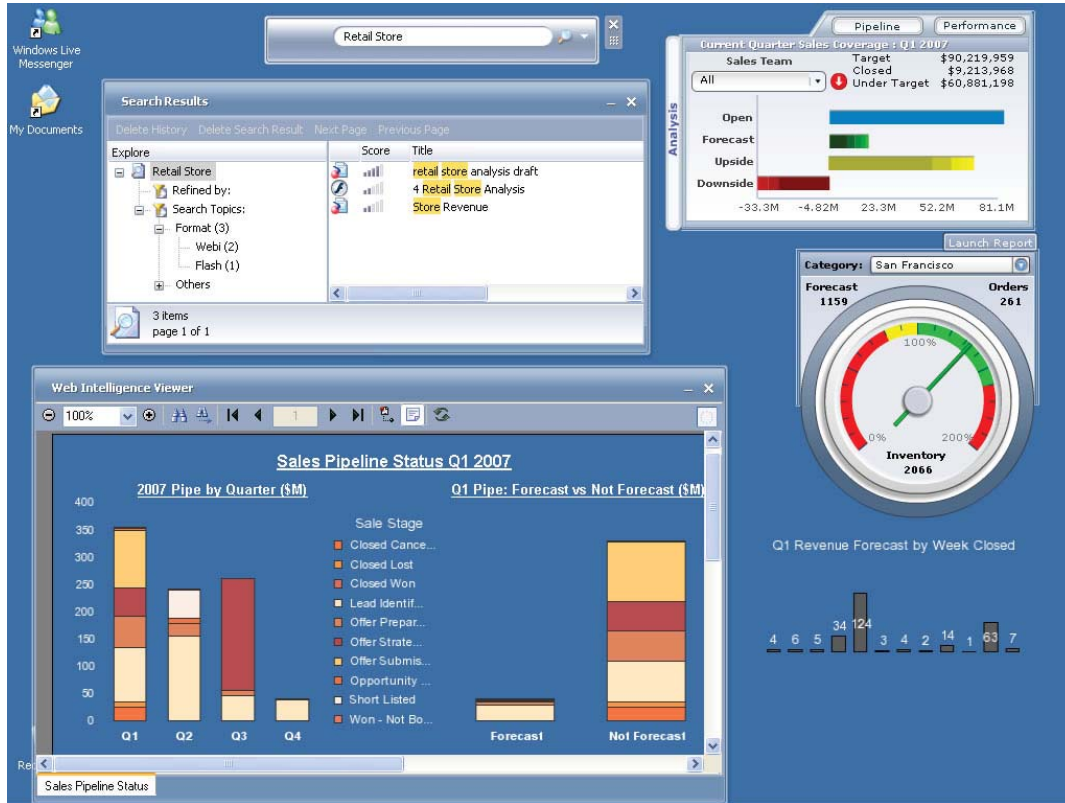 Windows Live
Messenger
My Documents
Retail Store
Search Results
Delete History Delete Search Result Next Page Previous Page
Explore
Score Title
Retail Store
Refined by:
Search Topics:
Format (3)
Webi (2)
Flash (1)
Others
retail store analysis draft
4 Retail Store Analysis
Store Revenue
3 items
page 1 of 1
Pipeline Performance
Current Quarter Sales Coverage : Q1 2007
Analysis
Sales Team
All
Target $90,219,959
Closed $9,213,968
Under Target $60,881,198
Open
Forecast
Upside
Downside
-33.3M -4.82M 23.3M 52.2M 81.1M
Launch Report
Category: San Francisco
Forecast Orders
1159 261
100%
0% 200%
Inventory
2066
Q1 Revenue Forecast by Week Closed
4 6 5 34 124 3 4 2 14 1 63 7
Web Intelligence Viewer
100%
1
Sales Pipeline Status Q1 2007
2007 Pipe by Quarter ($M)
400
350
300
250
200
150
100
50
0
Q1 Q2 Q3 Q4
Sale Stage
Closed Cance...
Closed Lost
Closed Won
Lead Identif...
Offer Prepar...
Offer Strate...
Offer Submis...
Opportunity ...
Short Listed
Won - Not Bo...
Q1 Pipe: Forecast vs Not Forecast ($M)
Forecast Not Forecast
Sales Pipeline Status